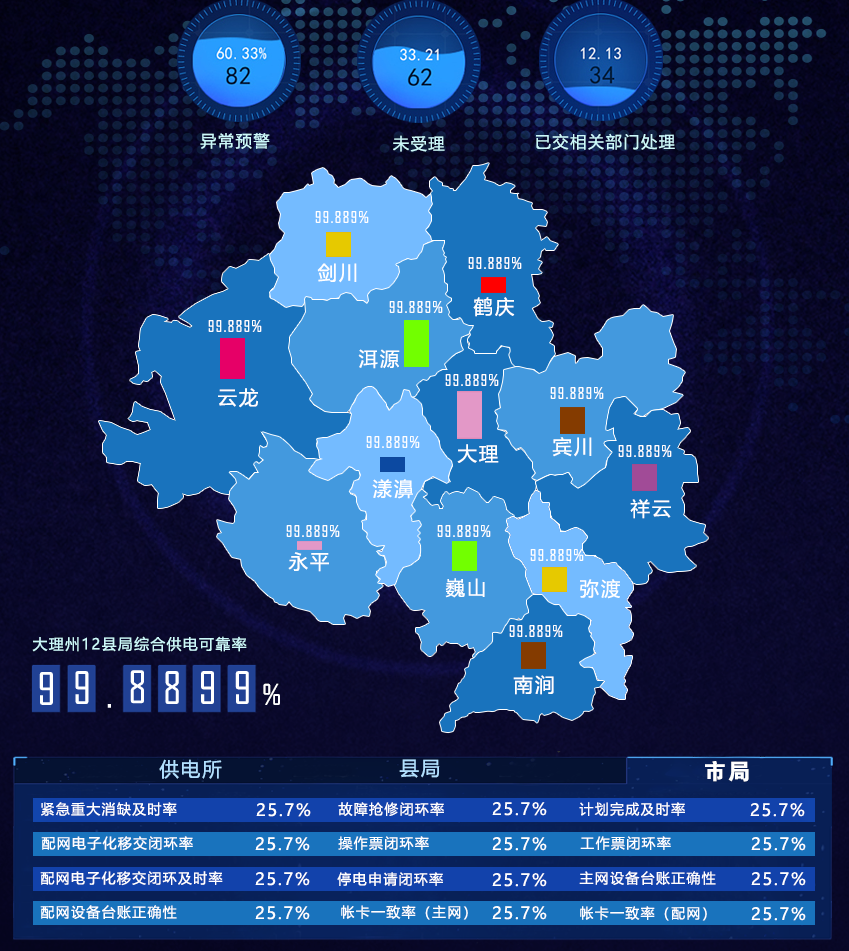 60.33%
82
异常预警
33.21
62
未受理
12.13
34
已交相关部门处理
99.889%
剑川
99.889%
鹤庆
99.889%
洱源
99.889%
云龙
99.889%
大理
99.889%
宾川
99.889%
漾濞
99.889%
祥云
99.889%
永平
99.889%
巍山
99.889%
弥渡
99.889%
南涧
大理州12县局综合供电可靠率
99.8899%
供电所 县局 市局
紧急重大消缺及时率 25.7% 故障抢修闭环率 25.7% 计划完成及时率 25.7%
配网电子化移交闭环率 25.7% 操作票闭环率 25.7% 工作票闭环率 25.7%
配网电子化移交闭环及时率 25.7% 停电申请闭环率 25.7% 主网设备台账正确性 25.7%
配网设备台账正确性 25.7% 帐卡一致率（主网） 25.7% 帐卡一致率（配网） 25.7%